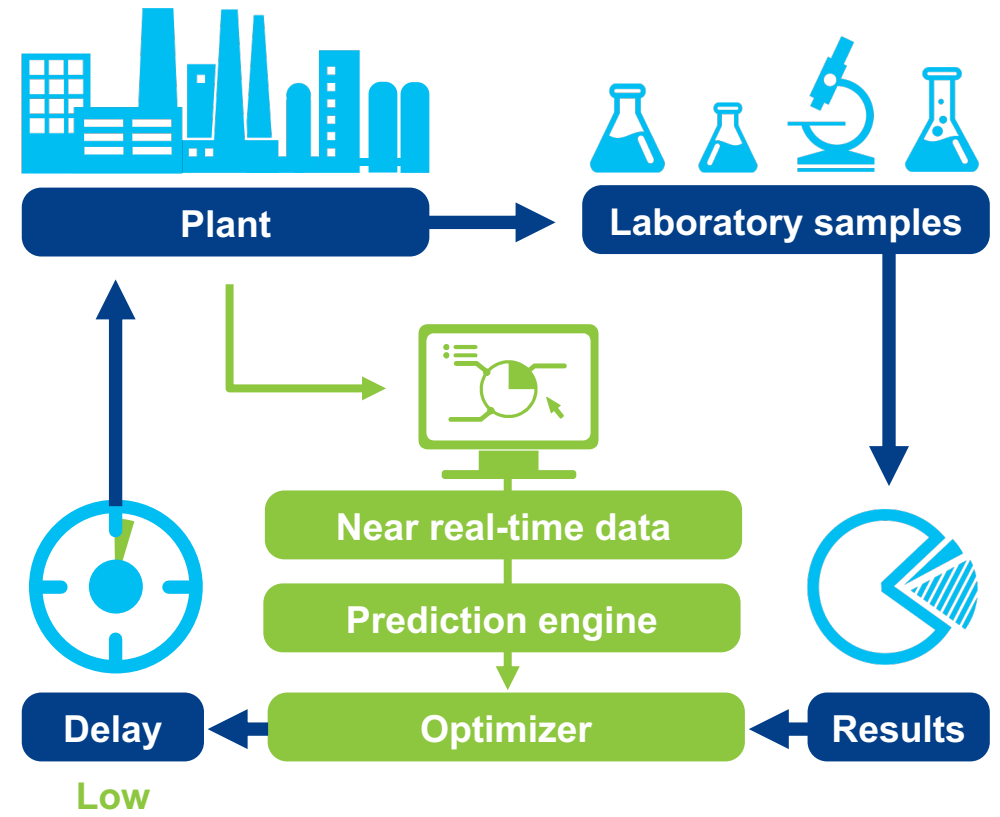 Plant
Laboratory samples
Near real-time data
Prediction engine
Delay
Optimizer
Results
Low